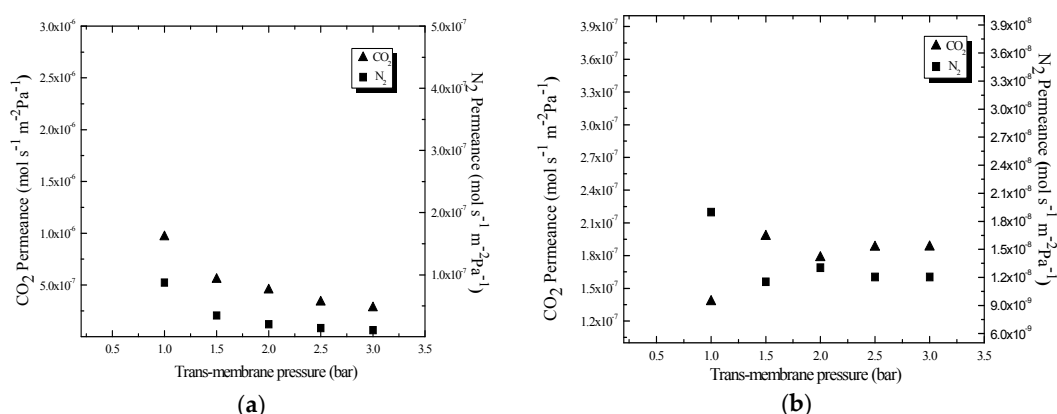 CO₂ Permeance (mol s⁻¹ m⁻²Pa⁻¹)
3.0x10⁻⁶
2.5x10⁻⁶
2.0x10⁻⁶
1.5x10⁻⁶
1.0x10⁻⁶
5.0x10⁻⁷
CO₂
N₂
5.0x10⁻⁷
4.0x10⁻⁷
3.0x10⁻⁷
2.0x10⁻⁷
1.0x10⁻⁷
N₂ Permeance (mol s⁻¹ m⁻²Pa⁻¹)
0.5 1.0 1.5 2.0 2.5 3.0 3.5
Trans-membrane pressure (bar)
(a)
CO₂ Permeance (mol s⁻¹ m⁻²Pa⁻¹)
3.9x10⁻⁷
3.6x10⁻⁷
3.3x10⁻⁷
3.0x10⁻⁷
2.7x10⁻⁷
2.4x10⁻⁷
2.1x10⁻⁷
1.8x10⁻⁷
1.5x10⁻⁷
1.2x10⁻⁷
CO₂
N₂
3.9x10⁻⁸
3.6x10⁻⁸
3.3x10⁻⁸
3.0x10⁻⁸
2.7x10⁻⁸
2.4x10⁻⁸
2.1x10⁻⁸
1.8x10⁻⁸
1.5x10⁻⁸
1.2x10⁻⁸
9.0x10⁻⁹
6.0x10⁻⁹
N₂ Permeance (mol s⁻¹ m⁻²Pa⁻¹)
0.5 1.0 1.5 2.0 2.5 3.0 3.5
Trans-membrane pressure (bar)
(b)